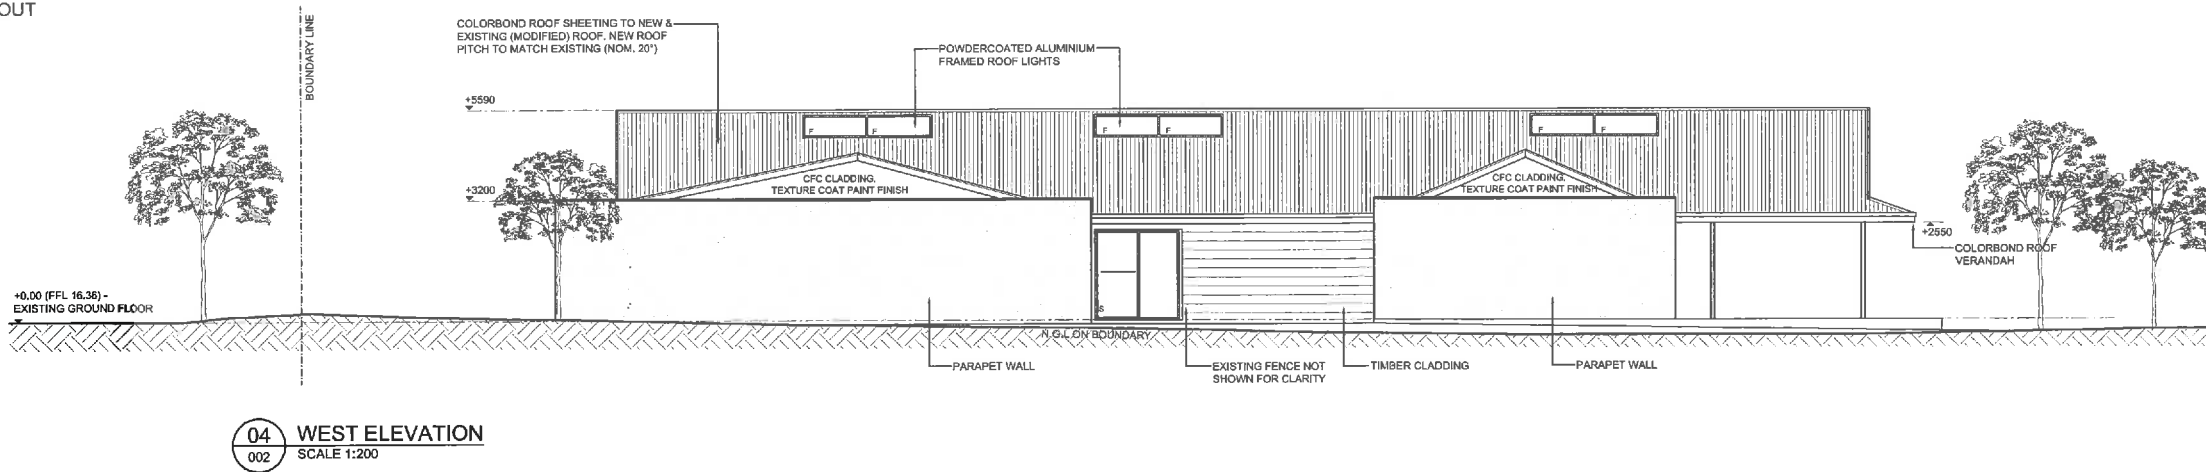 OUT
BOUNDARY LINE
COLORBOND ROOF SHEETING TO NEW &
EXISTING (MODIFIED) ROOF. NEW ROOF
PITCH TO MATCH EXISTING (NOM. 20°)
POWDERCOATED ALUMINIUM
FRAMED ROOF LIGHTS
+5590
F F
F F
F F
CFC CLADDING,
TEXTURE COAT PAINT FINISH
CFC CLADDING,
TEXTURE COAT PAINT FINISH
+3200
+2550
COLORBOND ROOF
VERANDAH
+0.00 (FFL 16.36) -
EXISTING GROUND FLOOR
S
N.G.L ON BOUNDARY
PARAPET WALL
EXISTING FENCE NOT
SHOWN FOR CLARITY
TIMBER CLADDING
PARAPET WALL
04
002
WEST ELEVATION
SCALE 1:200